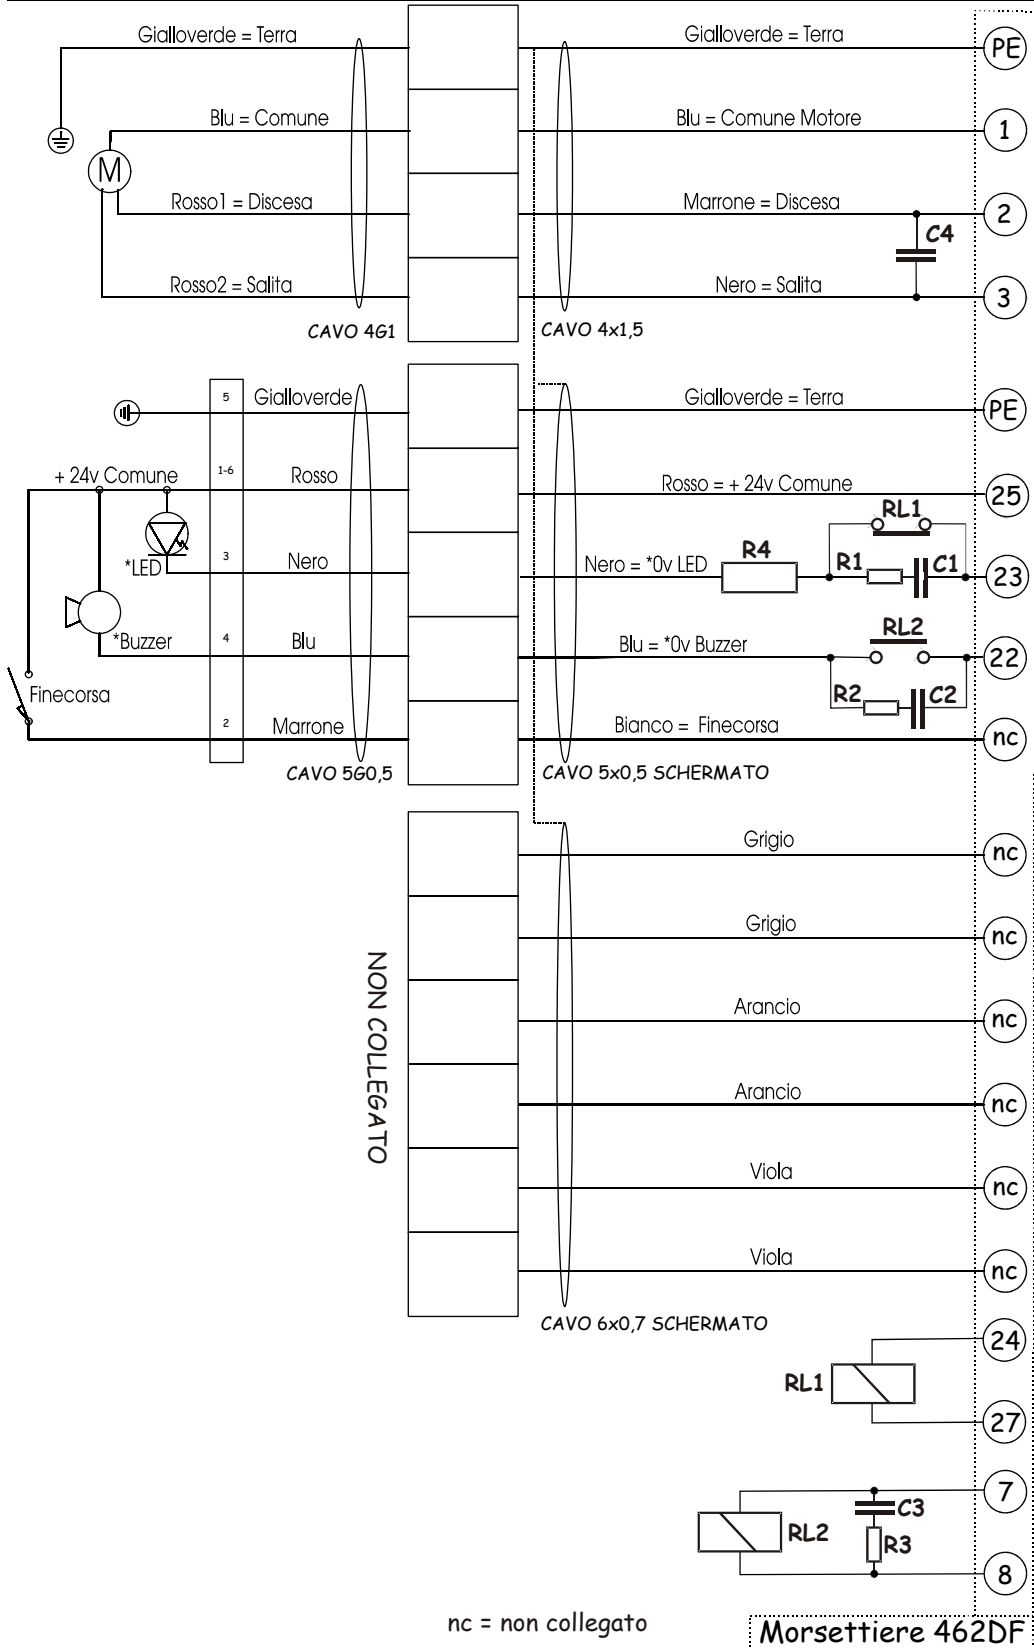 Gialloverde = Terra
Gialloverde = Terra
PE
Blu = Comune
Blu = Comune Motore
1
M
Rosso1 = Discesa
Marrone = Discesa
2
C4
Rosso2 = Salita
Nero = Salita
3
CAVO 4G1
CAVO 4x1,5
5
Gialloverde
Gialloverde = Terra
PE
+ 24v Comune
1-6
Rosso
Rosso = + 24v Comune
25
RL1
*LED
3
Nero
Nero = *0v LED
R4
R1
C1
23
*Buzzer
4
Blu
Blu = *0v Buzzer
RL2
22
Finecorsa
R2
C2
2
Marrone
Bianco = Finecorsa
nc
CAVO 5G0,5
CAVO 5x0,5 SCHERMATO
Grigio
nc
Grigio
nc
NON COLLEGATO
Arancio
nc
Arancio
nc
Viola
nc
Viola
nc
CAVO 6x0,7 SCHERMATO
24
RL1
27
7
C3
RL2
R3
8
nc = non collegato
Morsettiere 462DF